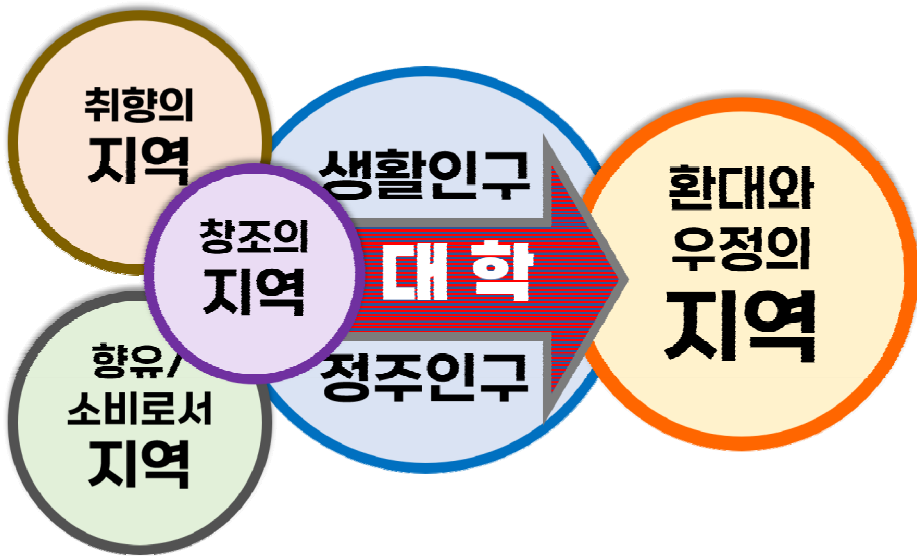 취향의
지역
창조의
지역
향유/
소비로서
지역
생활인구
대학
정주인구
환대와
우정의
지역